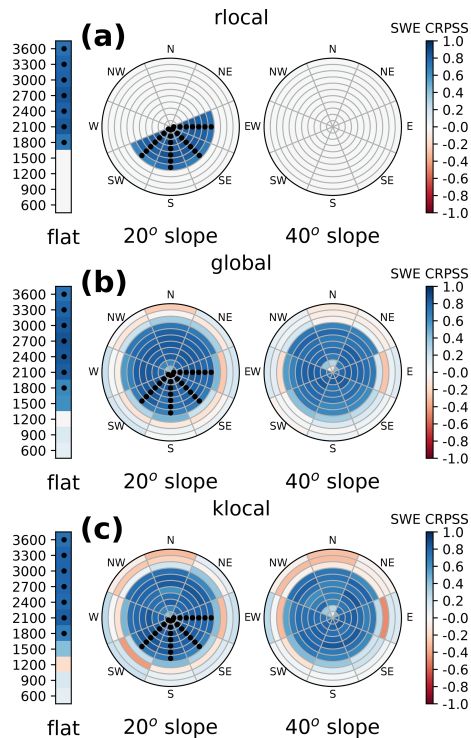 rlocal
(a)
SWE CRPSS
3600
3300
3000
2700
2400
2100
1800
1500
1200
900
600
flat
N
NE
SE
S
SW
W
NW
20° slope
N
NE
E
SE
S
SW
NW
40° slope
1.0
0.8
0.6
0.4
0.2
0.0
-0.2
-0.4
-0.6
-0.8
-1.0
global
(b)
SWE CRPSS
3600
3300
3000
2700
2400
2100
1800
1500
1200
900
600
flat
N
NE
E
SE
S
SW
W
NW
20° slope
N
NE
E
SE
S
SW
W
NW
40° slope
1.0
0.8
0.6
0.4
0.2
0.0
-0.2
-0.4
-0.6
-0.8
-1.0
klocal
(c)
SWE CRPSS
3600
3300
3000
2700
2400
2100
1800
1500
1200
900
600
flat
N
NE
E
SE
S
SW
W
NW
20° slope
N
NE
E
SE
S
SW
W
NW
40° slope
1.0
0.8
0.6
0.4
0.2
0.0
-0.2
-0.4
-0.6
-0.8
-1.0